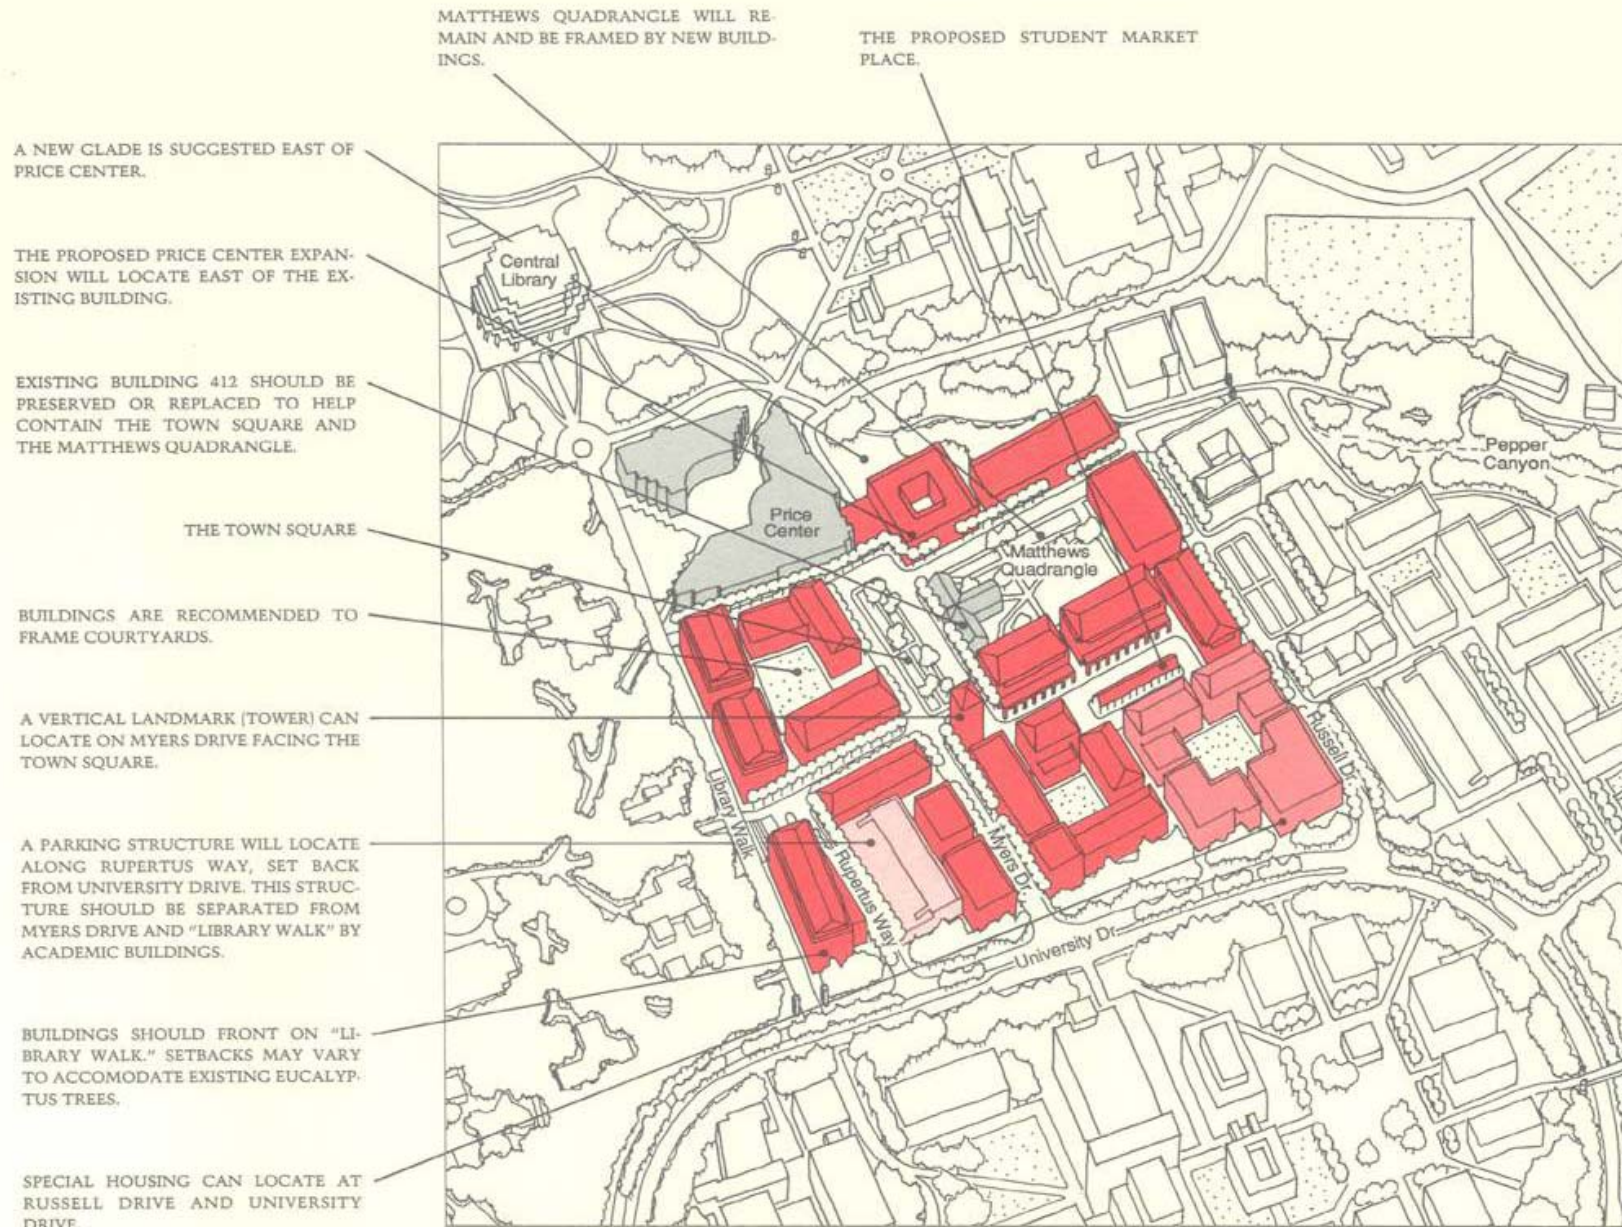 MATTHEWS QUADRANGLE WILL RE-
MAIN AND BE FRAMED BY NEW BUILD-
INGS.
THE PROPOSED STUDENT MARKET
PLACE.
A NEW GLADE IS SUGGESTED EAST OF
PRICE CENTER.
THE PROPOSED PRICE CENTER EXPAN-
SION WILL LOCATE EAST OF THE EX-
ISTING BUILDING.
EXISTING BUILDING 412 SHOULD BE
PRESERVED OR REPLACED TO HELP
CONTAIN THE TOWN SQUARE AND
THE MATTHEWS QUADRANGLE.
THE TOWN SQUARE
BUILDINGS ARE RECOMMENDED TO
FRAME COURTYARDS.
A VERTICAL LANDMARK (TOWER) CAN
LOCATE ON MYERS DRIVE FACING THE
TOWN SQUARE.
A PARKING STRUCTURE WILL LOCATE
ALONG RUPERTUS WAY, SET BACK
FROM UNIVERSITY DRIVE. THIS STRUC-
TURE SHOULD BE SEPARATED FROM
MYERS DRIVE AND "LIBRARY WALK" BY
ACADEMIC BUILDINGS.
BUILDINGS SHOULD FRONT ON "LI-
BRARY WALK." SETBACKS MAY VARY
TO ACCOMODATE EXISTING EUCALYP-
TUS TREES.
SPECIAL HOUSING CAN LOCATE AT
RUSSELL DRIVE AND UNIVERSITY
DRIVE.
Central
Library
Price
Center
Matthews
Quadrangle
Pepper
Canyon
Russell Dr.
Library Walk
Rupertus Way
Myers Dr.
University Dr.